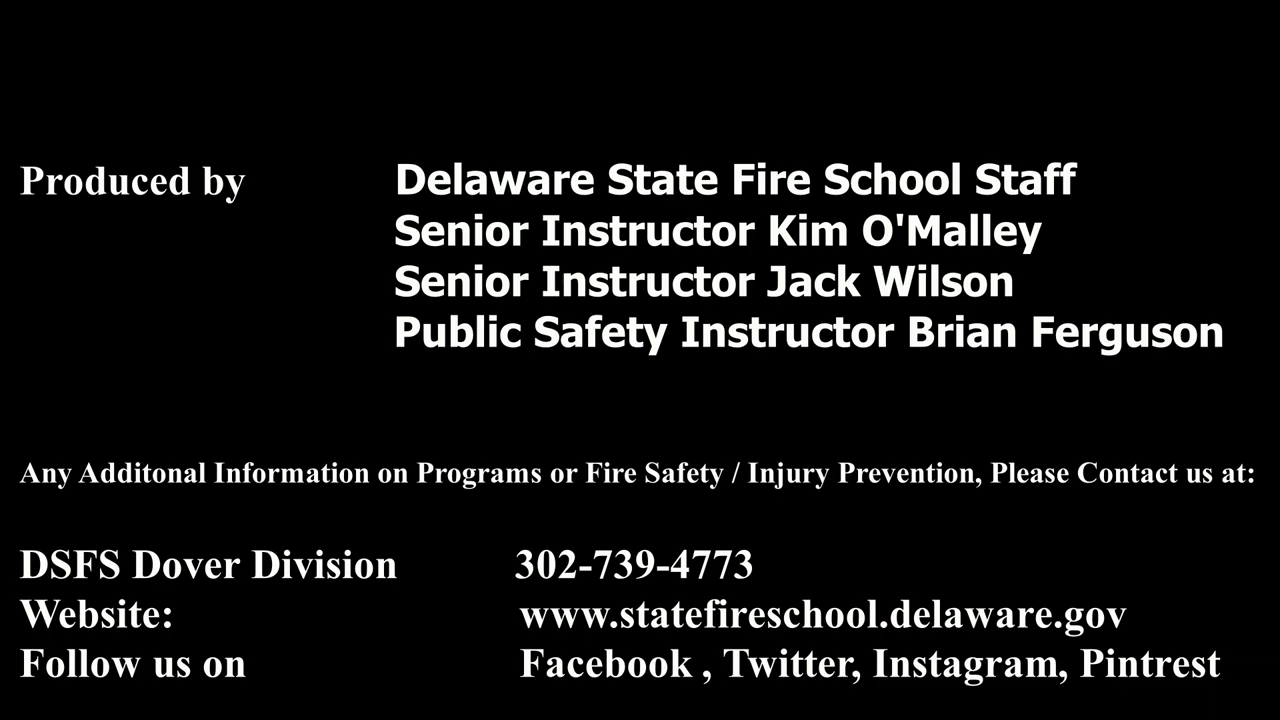 Produced by Delaware State Fire School Staff
Senior Instructor Kim O'Malley
Senior Instructor Jack Wilson
Public Safety Instructor Brian Ferguson
Any Additonal Information on Programs or Fire Safety / Injury Prevention, Please Contact us at:
DSFS Dover Division 302-739-4773
Website: www.statefireschool.delaware.gov
Follow us on Facebook , Twitter, Instagram, Pintrest